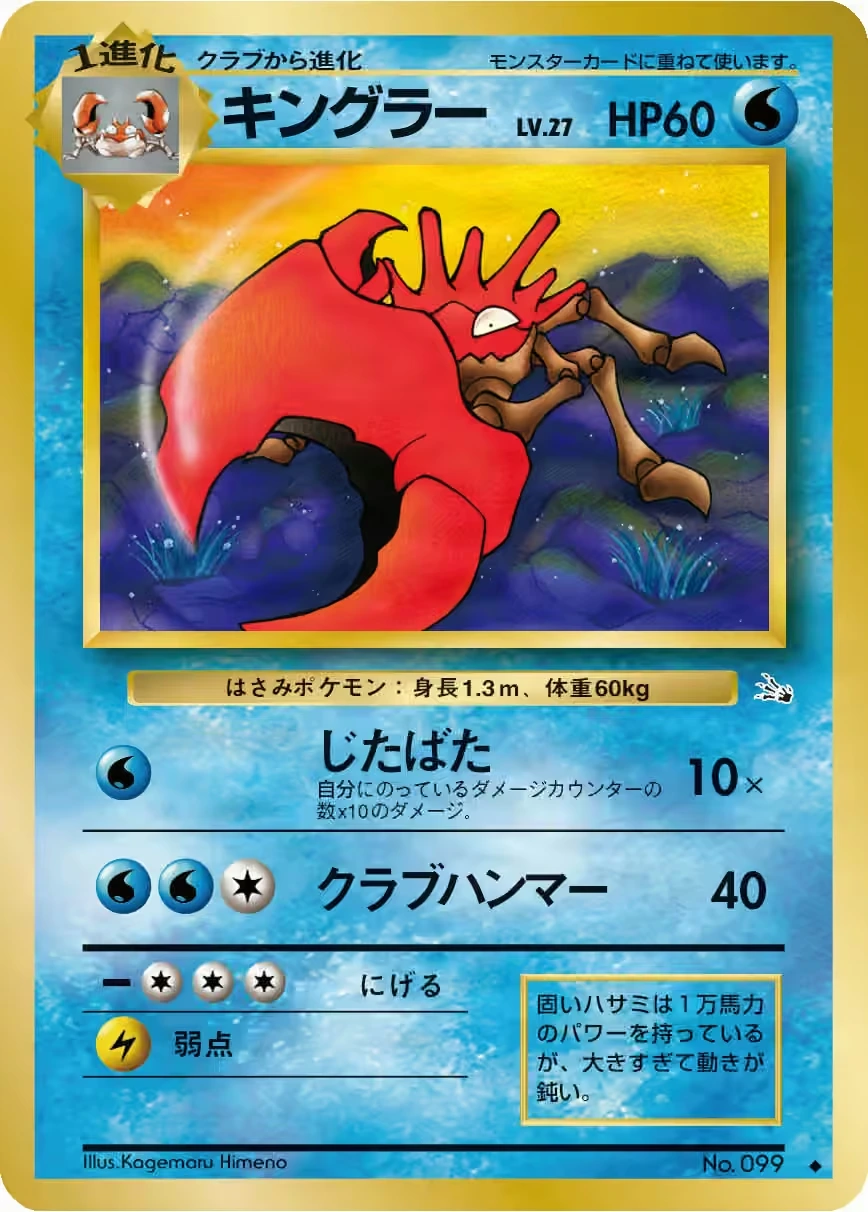 1進化
クラブから進化
モンスターカードに重ねて使います。
キングラー LV.27 HP60
はさみポケモン：身長1.3m、体重60kg
じたばた 10×
自分にのっているダメージカウンターの
数x10のダメージ。
クラブハンマー 40
ー にげる
弱点
固いハサミは1万馬力
のパワーを持っている
が、大きすぎて動きが
鈍い。
Illus.Kagemaru Himeno
No.099